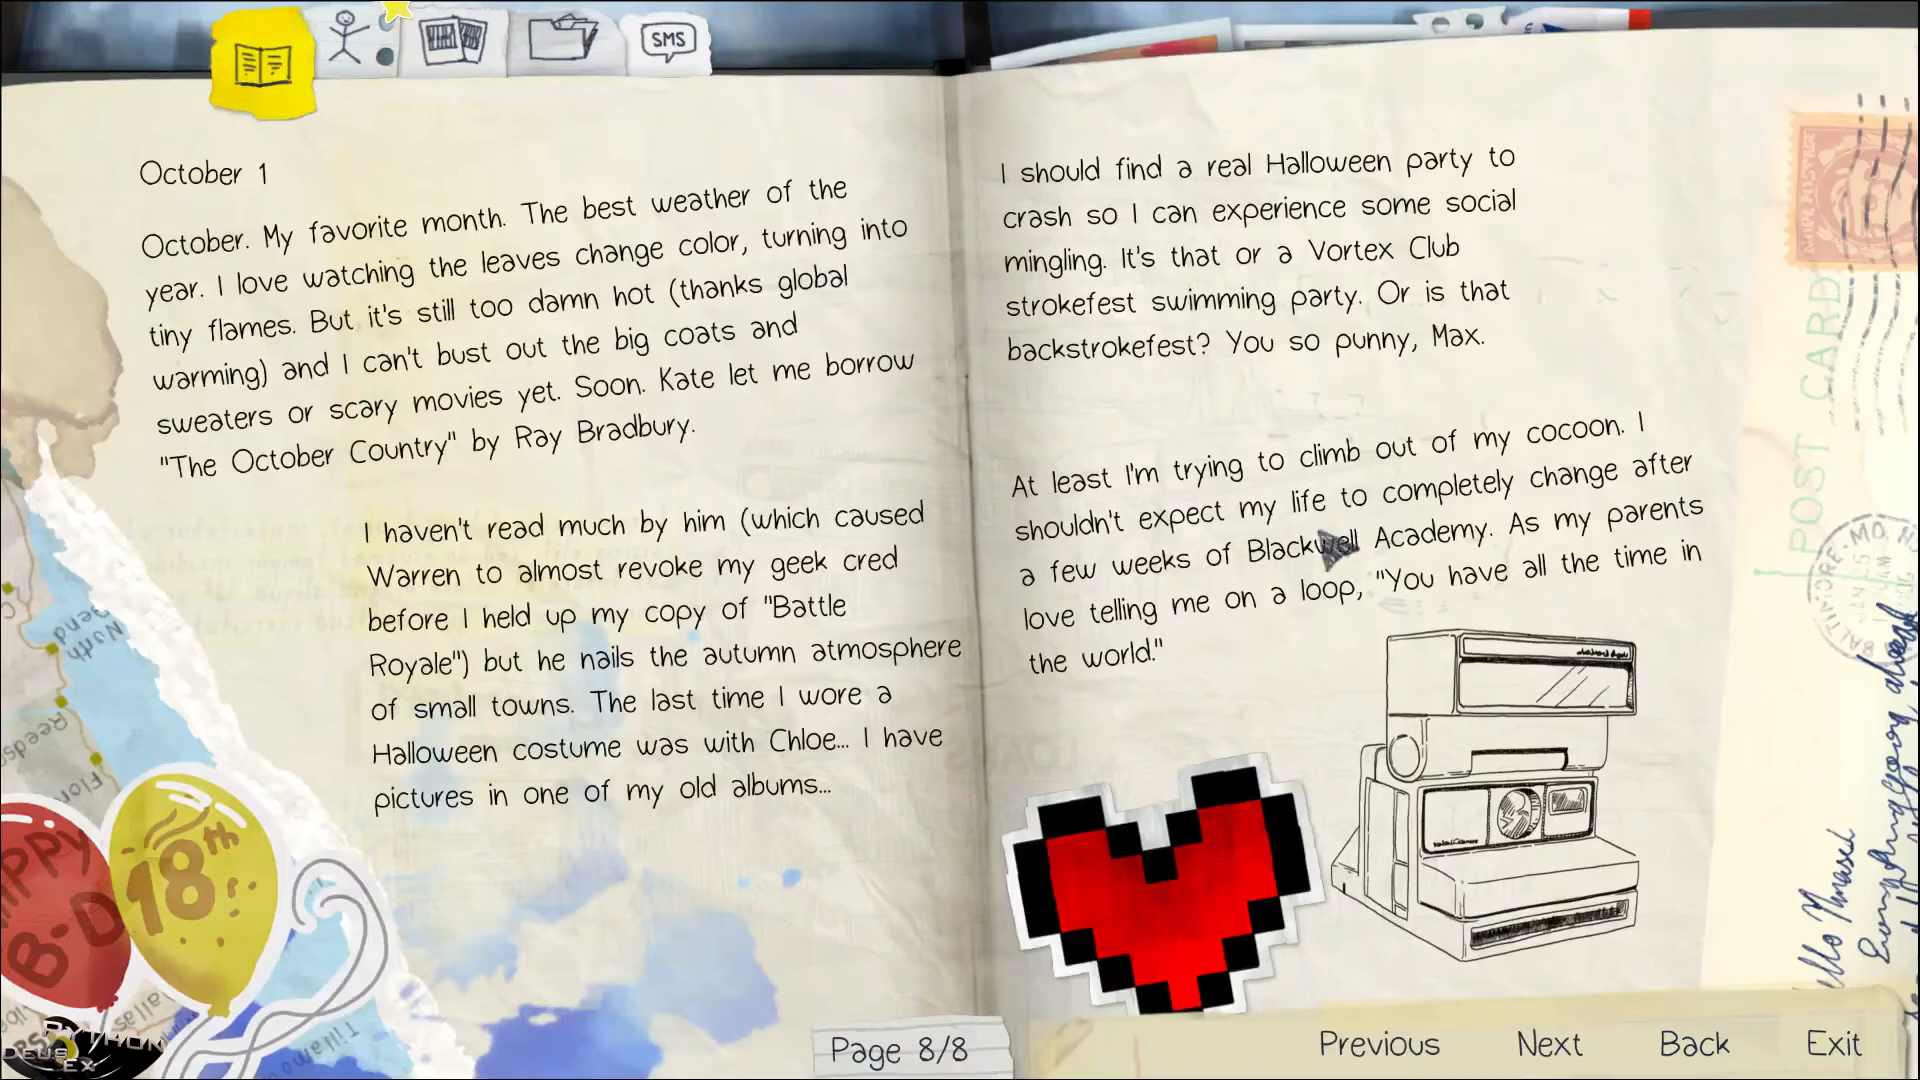 SMS
October 1
October. My favorite month. The best weather of the
year. I love watching the leaves change color, turning into
tiny flames. But it's still too damn hot (thanks global
warming) and I can't bust out the big coats and
sweaters or scary movies yet. Soon. Kate let me borrow
"The October Country" by Ray Bradbury.
I haven't read much by him (which caused
Warren to almost revoke my geek cred
before I held up my copy of "Battle
Royale") but he nails the autumn atmosphere
of small towns. The last time I wore a
Halloween costume was with Chloe... I have
pictures in one of my old albums...
I should find a real Halloween party to
crash so I can experience some social
mingling. It's that or a Vortex Club
strokefest swimming party. Or is that
backstrokefest? You so punny, Max.
At least I'm trying to climb out of my cocoon. I
shouldn't expect my life to completely change after
a few weeks of Blackwell Academy. As my parents
love telling me on a loop, "You have all the time in
the world."
POST CARD
North
Bend
B-D
18th
PYTHON
DEUS
EX
Page 8/8
Previous
Next
Back
Exit